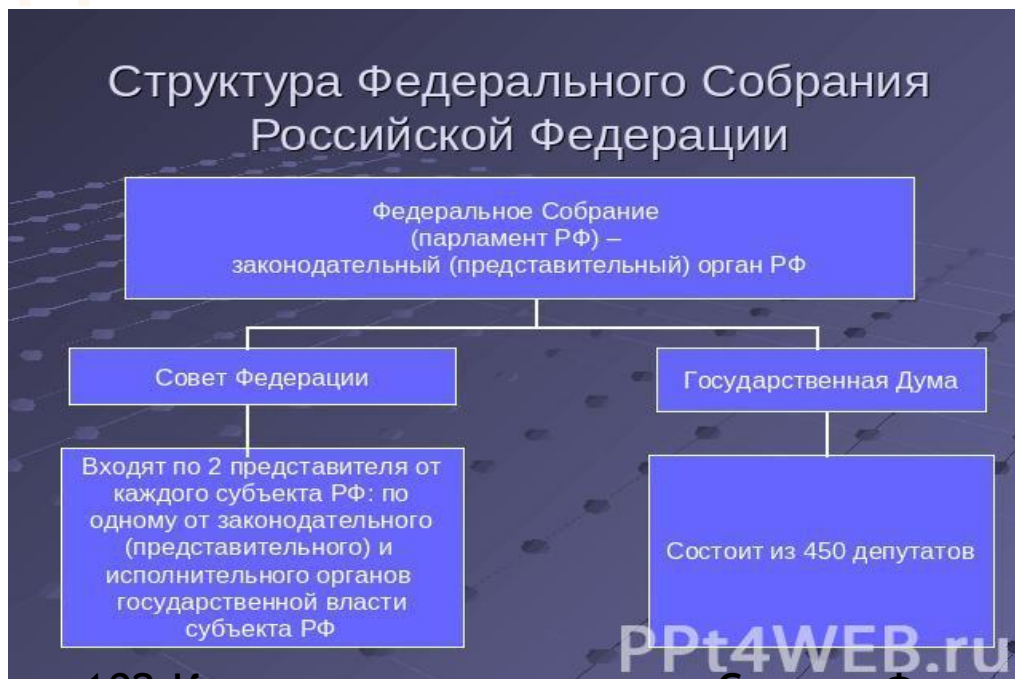 Структура Федерального Собрания
Российской Федерации
Федеральное Собрание
(парламент РФ) –
законодательный (представительный) орган РФ
Совет Федерации
Государственная Дума
Входят по 2 представителя от
каждого субъекта РФ: по
одному от законодательного
(представительного) и
исполнительного органов
государственной власти
субъекта РФ
Состоит из 450 депутатов
PPt4WEB.ru